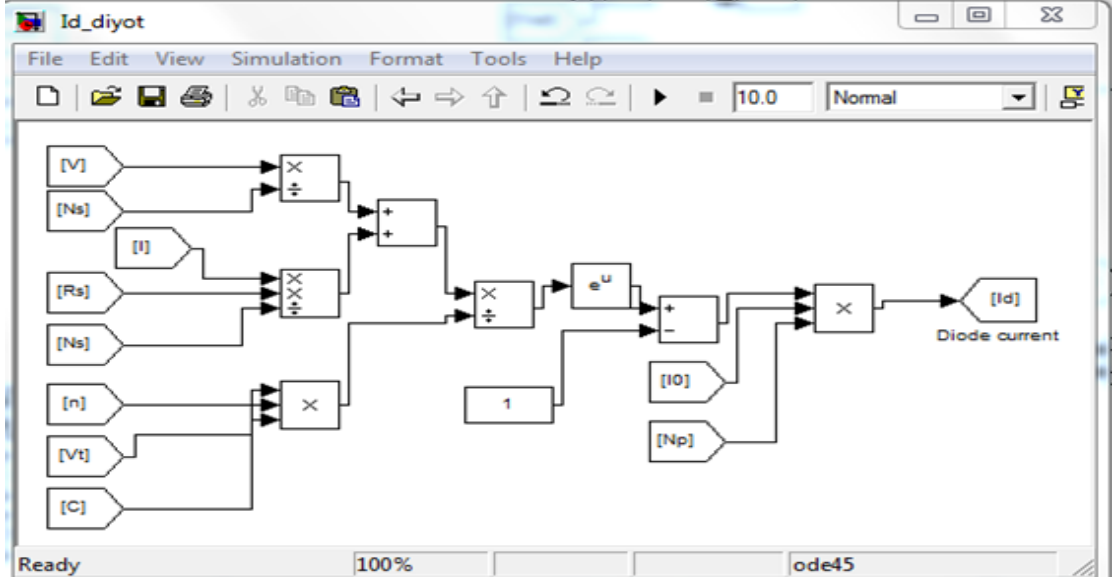 Id_diyot
File Edit View Simulation Format Tools Help
10.0 Normal
[V]
[Ns]
[I]
[Rs]
[Ns]
[n]
[Vt]
[C]
× ÷
+ +
× × ÷
×
× ÷
e^u
+ −
1
[I0]
[Np]
×
[Id]
Diode current
Ready 100% ode45